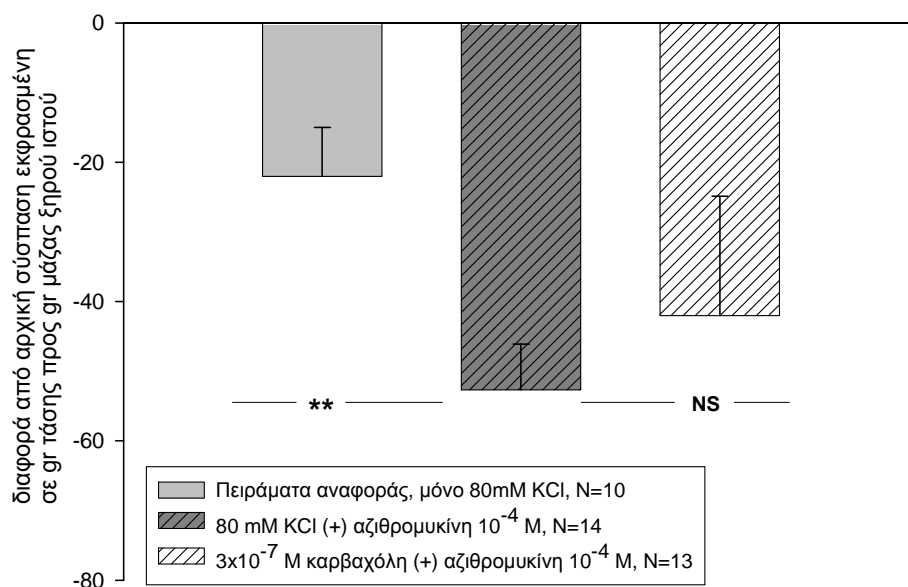 διαφορά από αρχική σύσπαση εκφρασμένη
σε gr τάσης προς gr μάζας ξηρού ιστού
0
-20
-40
-60
-80
**
NS
Πειράματα αναφοράς, μόνο 80mM KCl, N=10
80 mM KCl (+) αζιθρομυκίνη 10⁻⁴ M, N=14
3x10⁻⁷ M καρβαχόλη (+) αζιθρομυκίνη 10⁻⁴ M, N=13